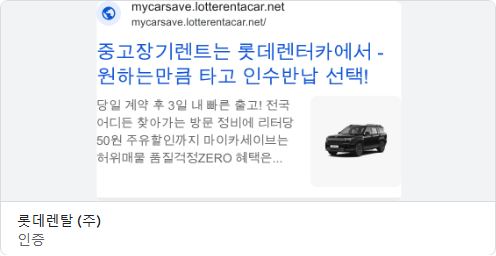 mycarsave.lotterentacar.net
mycarsave.lotterentacar.net/
중고장기렌트는 롯데렌터카에서 -
원하는만큼 타고 인수반납 선택!
당일 계약 후 3일 내 빠른 출고! 전국
어디든 찾아가는 방문 정비에 리터당
50원 주유할인까지 마이카세이브는
허위매물 품질걱정ZERO 혜택은...
롯데렌탈 (주)
인증